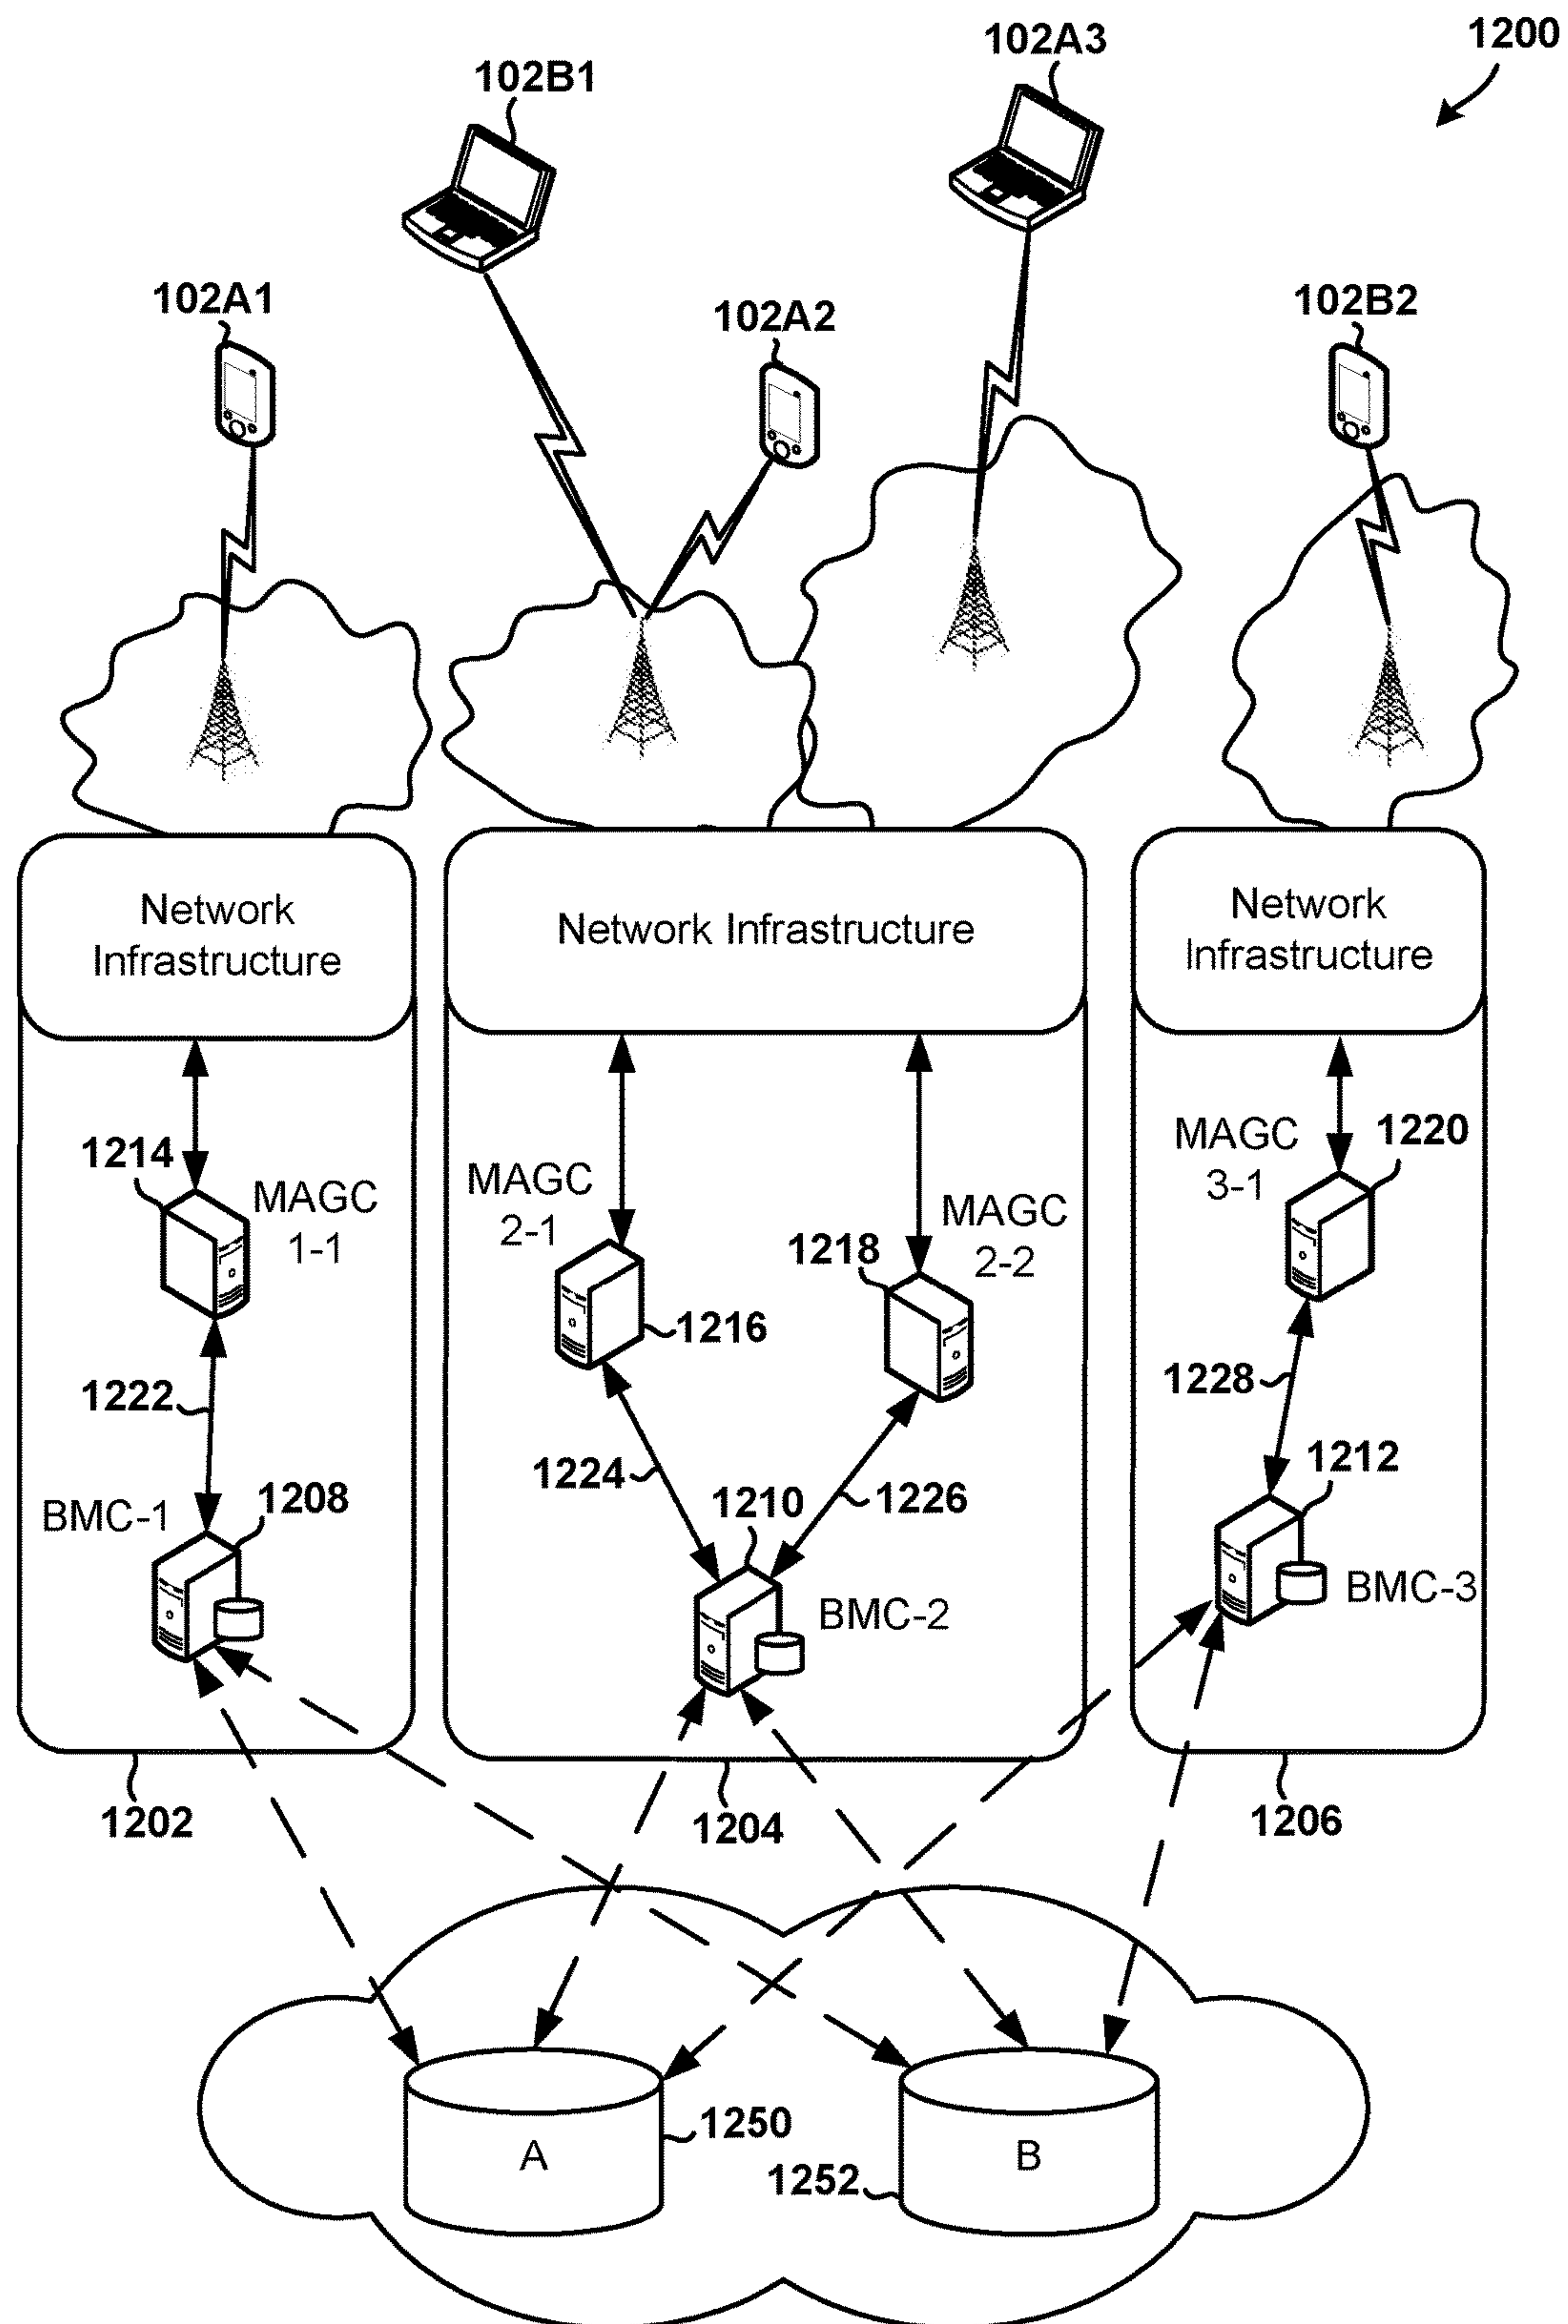 1200
102A3
102B1
102A1
102A2
102B2
Network
Infrastructure
Network Infrastructure
Network
Infrastructure
1214
MAGC
1-1
MAGC
2-1
1216
1218
MAGC
2-2
MAGC
3-1
1220
1222
1224
1226
1228
BMC-1
1208
1210
BMC-2
1212
BMC-3
1202
1204
1206
A
1250
1252
B